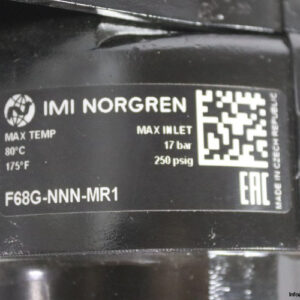 IMI NORGREN
MAX TEMP
80°C
175°F
MAX INLET
17 bar
250 psig
F68G-NNN-MR1
EAC
MADE IN CZECH REPUBLIC